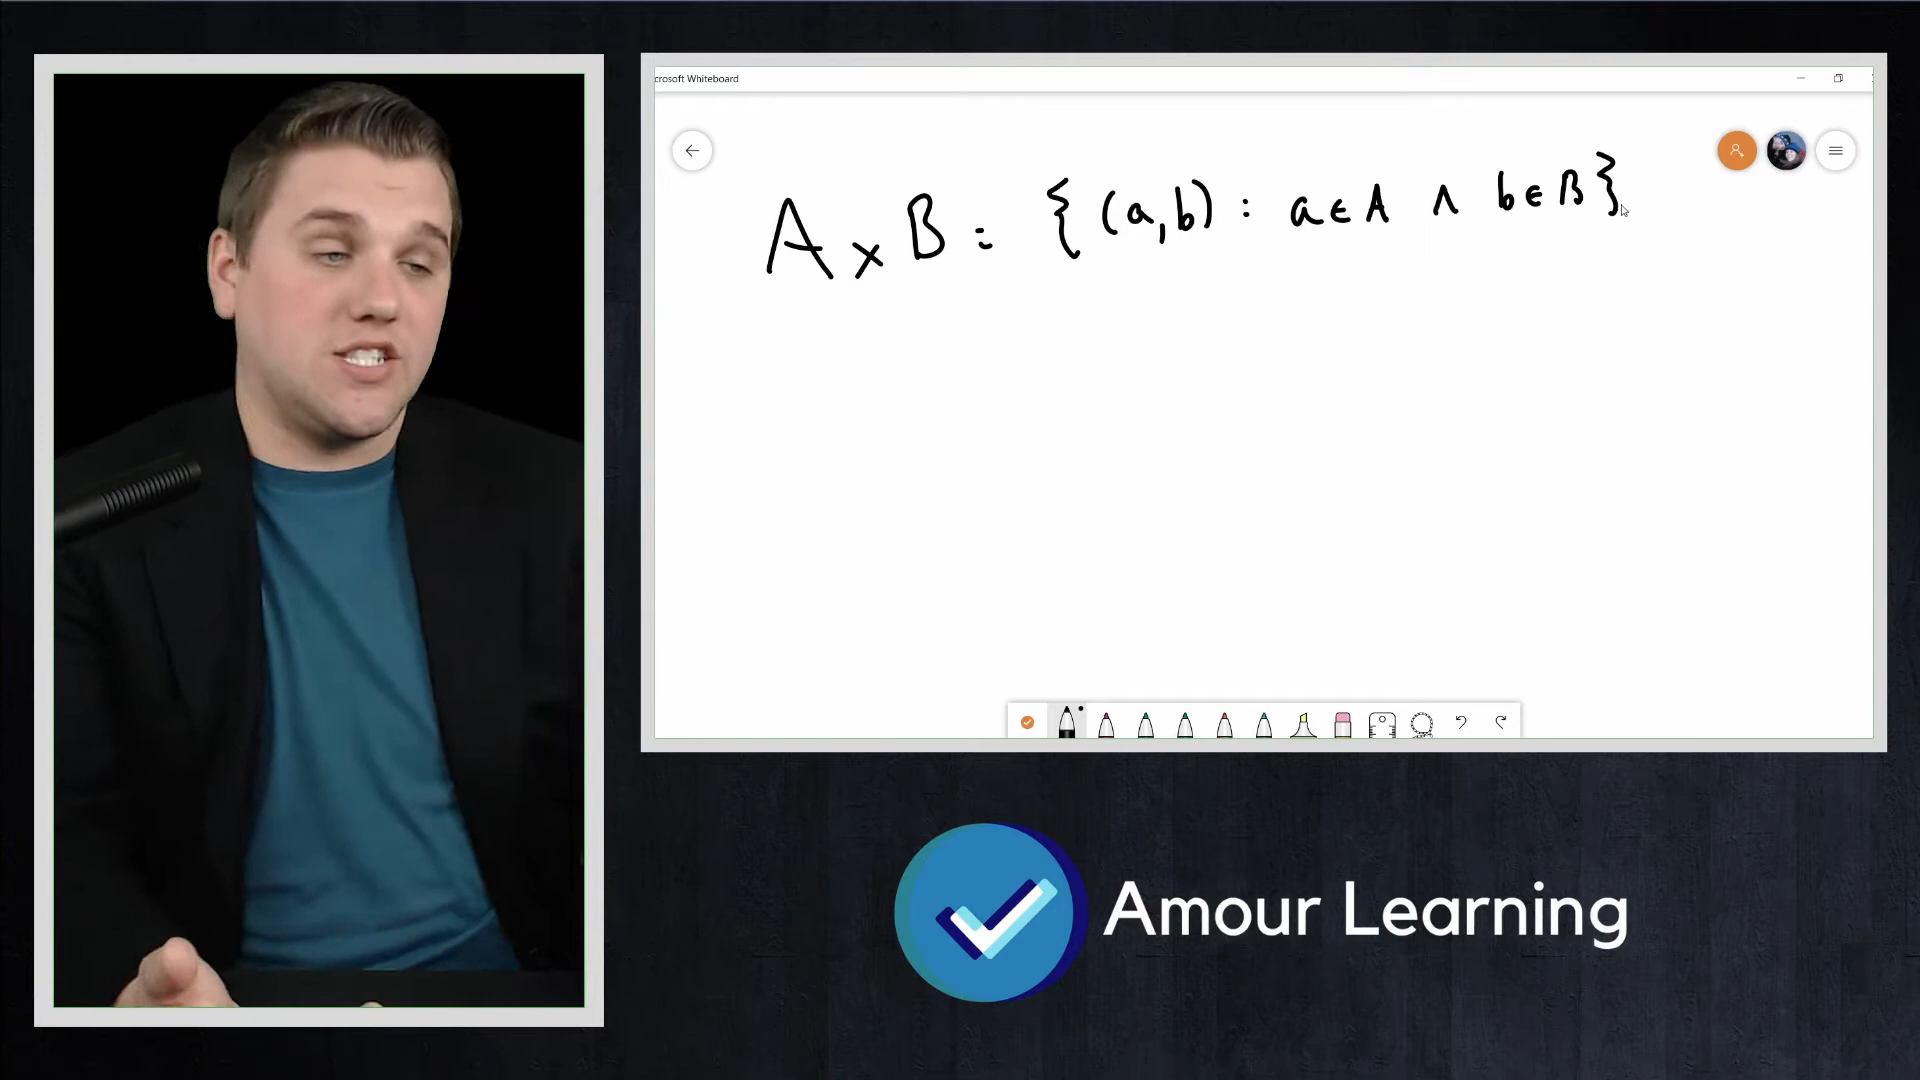 crosoft Whiteboard
A × B = { (a,b) : a ∈ A ∧ b ∈ B }
Amour Learning